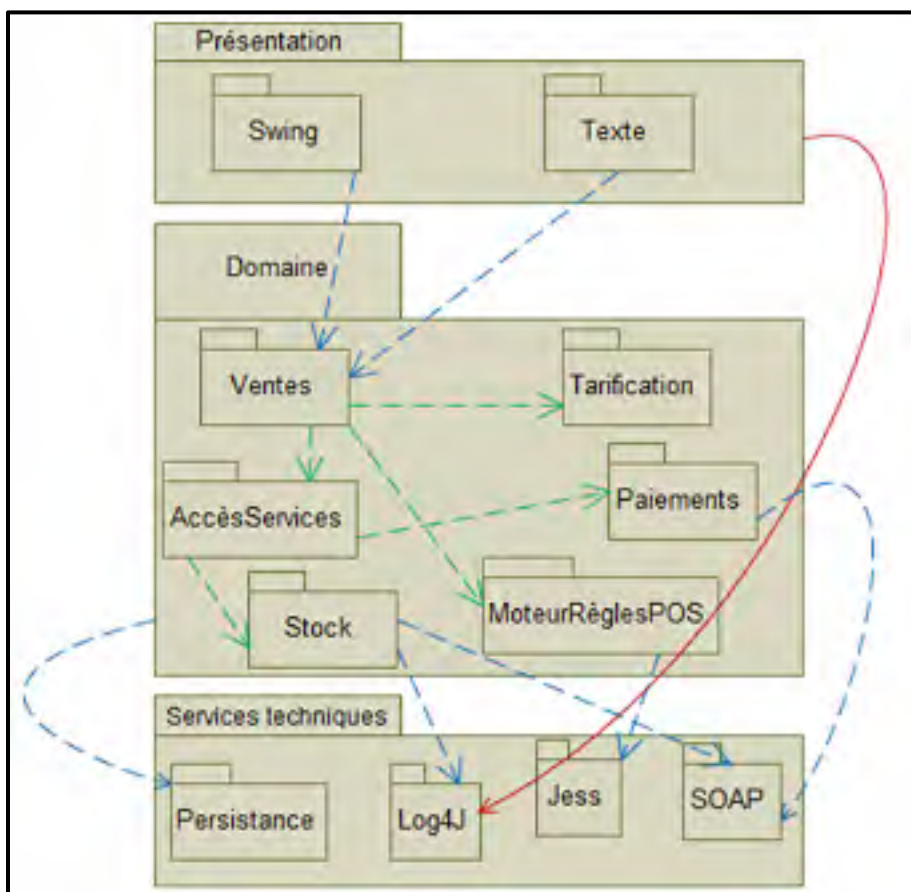 Présentation
Swing
Texte
Domaine
Ventes
Tarification
AccèsServices
Paiements
Stock
MoteurRèglesPOS
Services techniques
Persistance
Log4J
Jess
SOAP